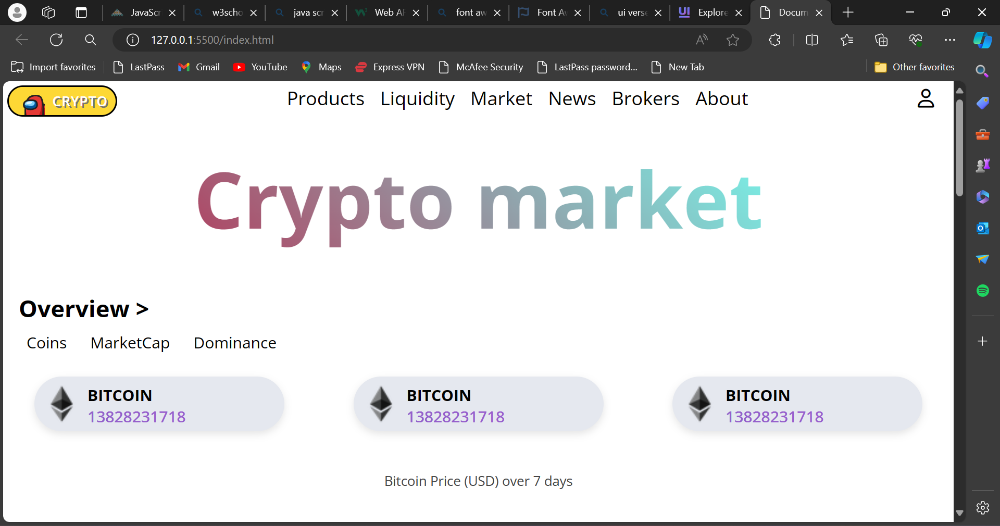 JavaScr
w3scho
java scr
Web AP
font aw
Font Aw
ui verse
UI Explore
Docum
127.0.0.1:5500/index.html
Import favorites
LastPass
Gmail
YouTube
Maps
Express VPN
McAfee Security
LastPass password...
New Tab
Other favorites
CRYPTO
Products
Liquidity
Market
News
Brokers
About
Crypto market
Overview >
Coins
MarketCap
Dominance
BITCOIN
13828231718
BITCOIN
13828231718
BITCOIN
13828231718
Bitcoin Price (USD) over 7 days